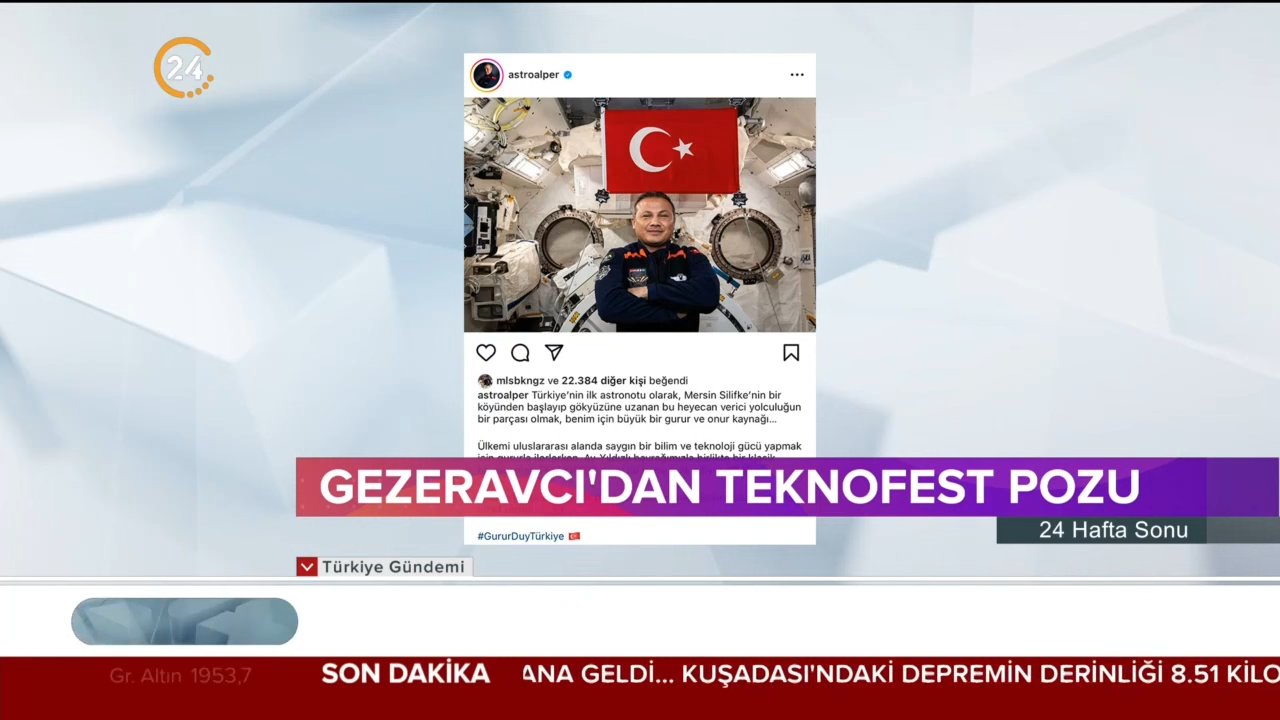 24
astroalper
mlsbkngz ve 22.384 diğer kişi beğendi
astroalper Türkiye'nin ilk astronotu olarak, Mersin Silifke'nin bir
köyünden başlayıp gökyüzüne uzanan bu heyecan verici yolculuğun
bir parçası olmak, benim için büyük bir gurur ve onur kaynağı...
Ülkemi uluslararası alanda saygın bir bilim ve teknoloji gücü yapmak
GEZERAVCI'DAN TEKNOFEST POZU
#GururDuyTürkiye
24 Hafta Sonu
Türkiye Gündemi
Gr. Altın 1953,7
SON DAKİKA
ANA GELDİ... KUŞADASI'NDAKİ DEPREMİN DERİNLİĞİ 8.51 KİLO